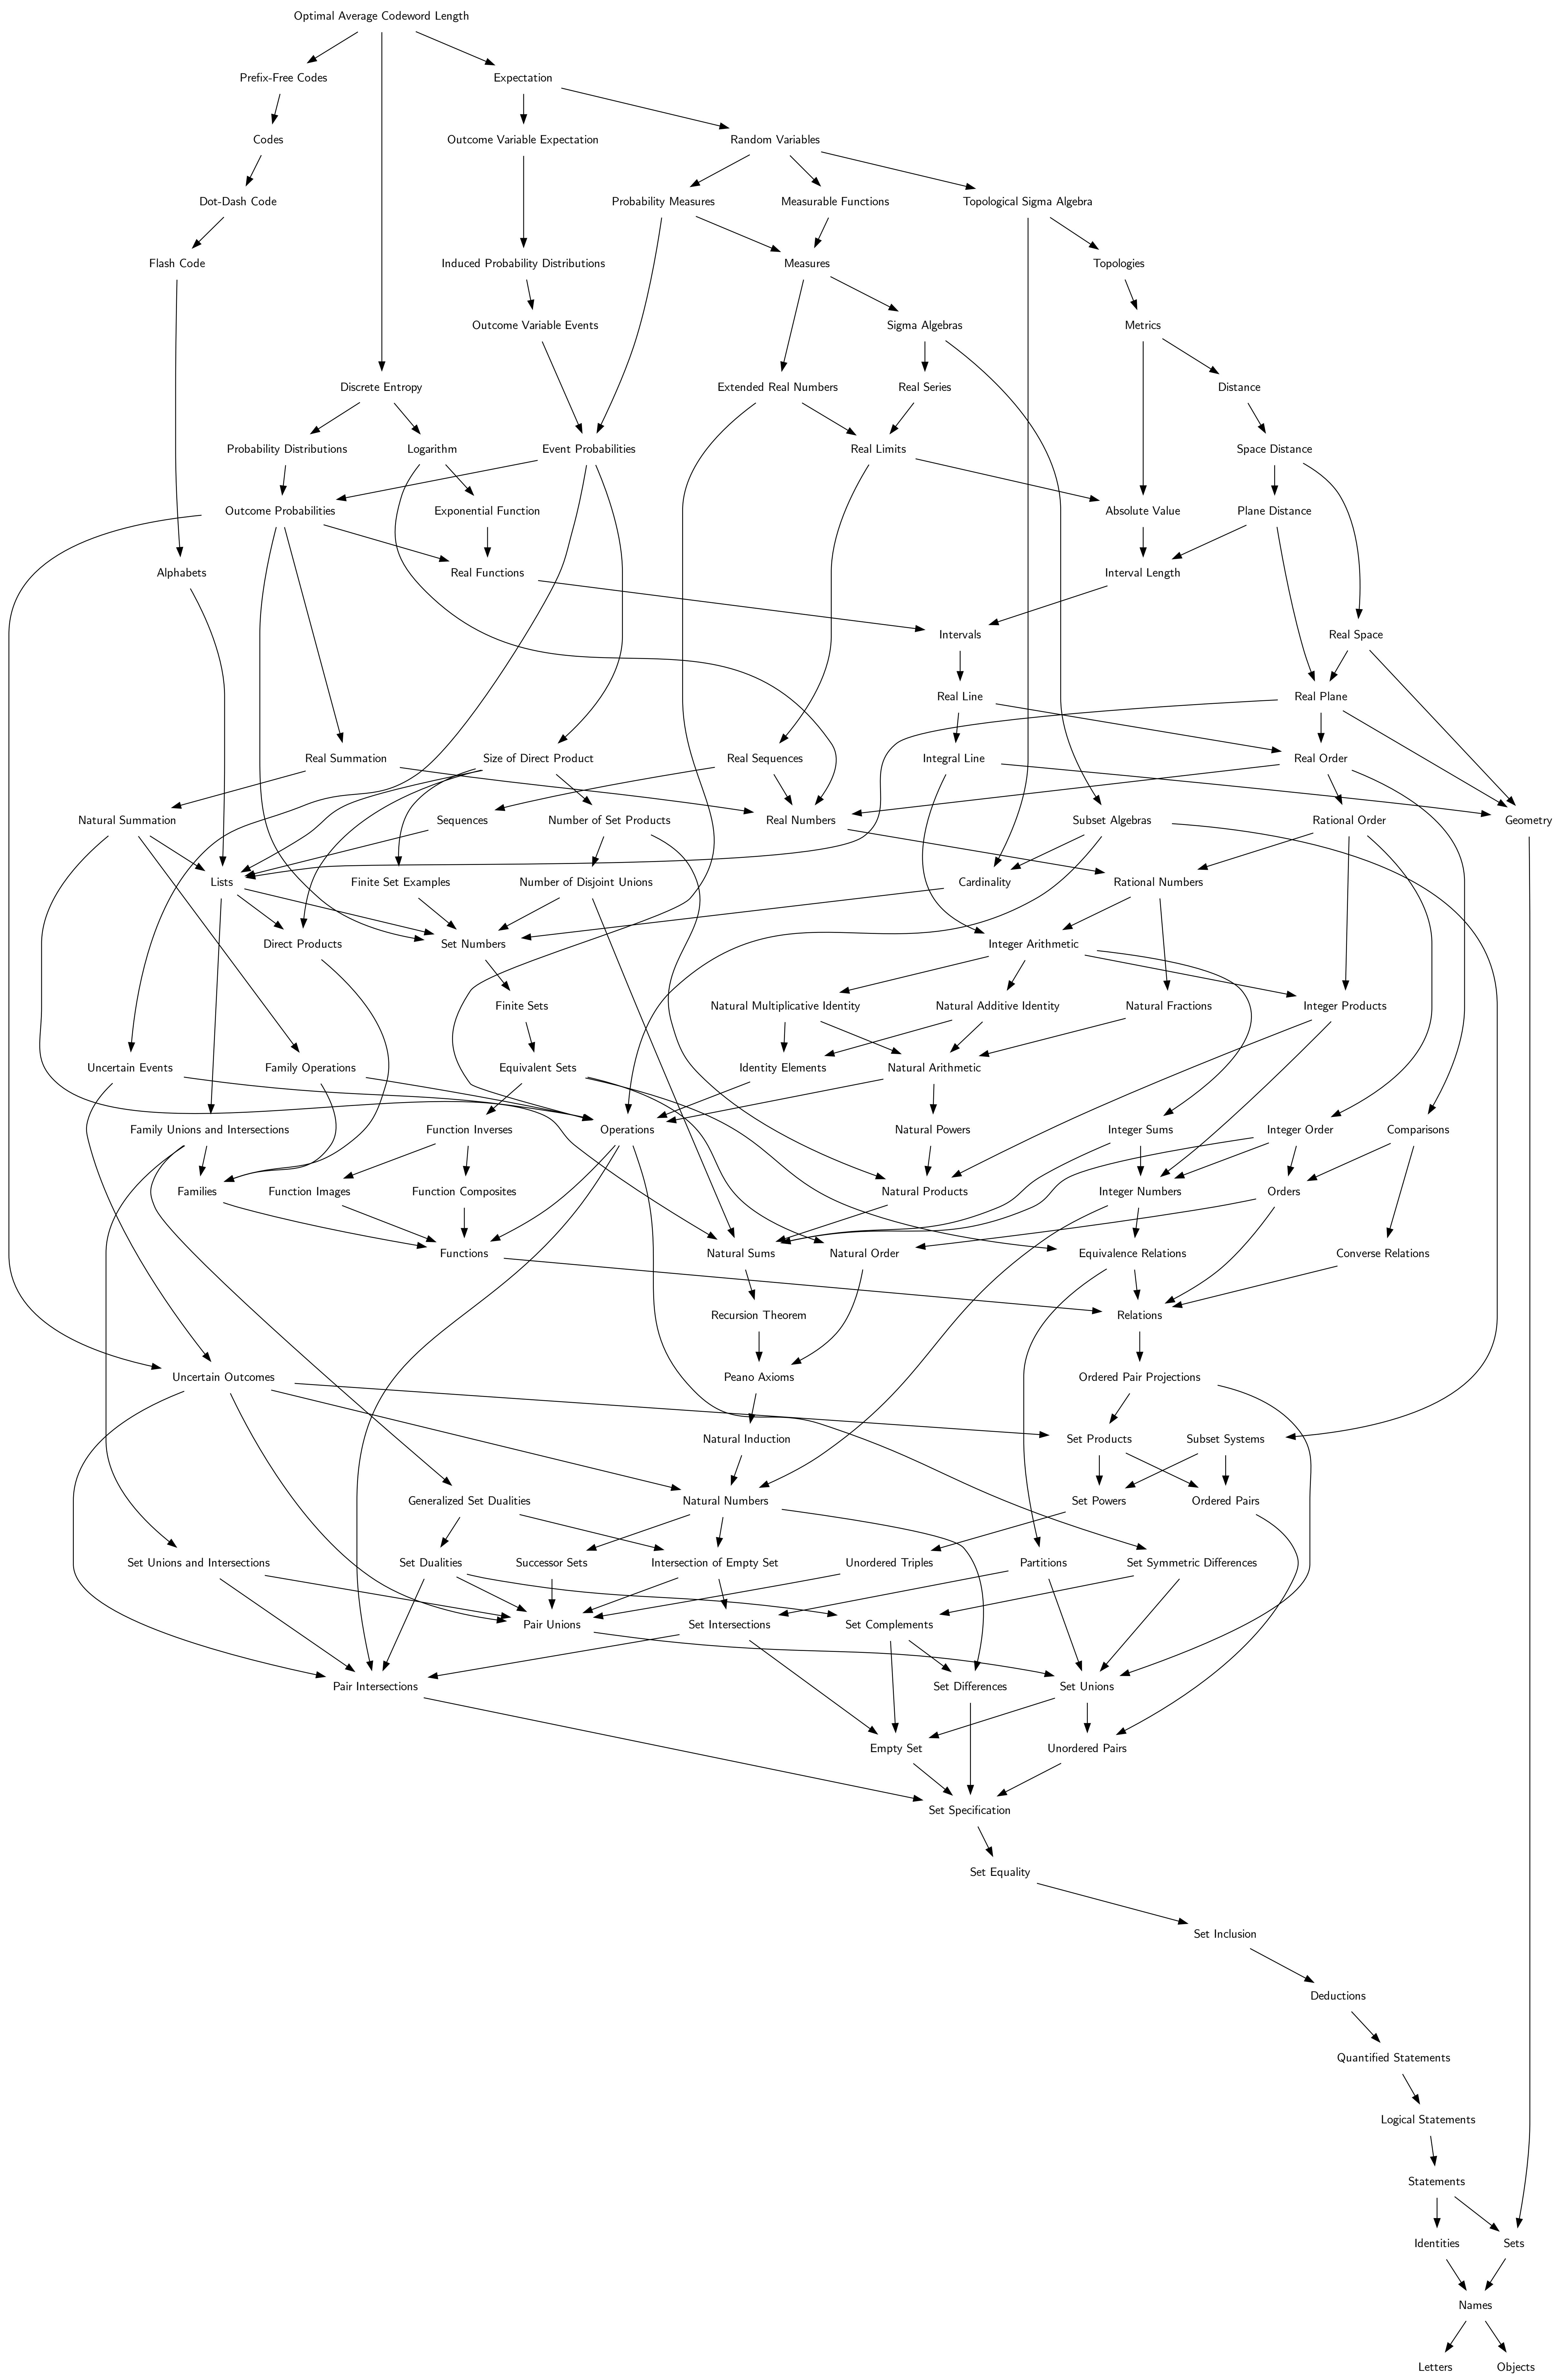 Optimal Average Codeword Length
Prefix-Free Codes
Expectation
Codes
Outcome Variable Expectation
Random Variables
Dot-Dash Code
Probability Measures
Measurable Functions
Topological Sigma Algebra
Flash Code
Induced Probability Distributions
Measures
Topologies
Outcome Variable Events
Sigma Algebras
Metrics
Discrete Entropy
Extended Real Numbers
Real Series
Distance
Probability Distributions
Logarithm
Event Probabilities
Real Limits
Space Distance
Outcome Probabilities
Exponential Function
Absolute Value
Plane Distance
Alphabets
Real Functions
Interval Length
Intervals
Real Space
Real Line
Real Plane
Real Summation
Size of Direct Product
Real Sequences
Integral Line
Real Order
Natural Summation
Sequences
Number of Set Products
Real Numbers
Subset Algebras
Rational Order
Geometry
Lists
Finite Set Examples
Number of Disjoint Unions
Cardinality
Rational Numbers
Direct Products
Set Numbers
Integer Arithmetic
Finite Sets
Natural Multiplicative Identity
Natural Additive Identity
Natural Fractions
Integer Products
Uncertain Events
Family Operations
Equivalent Sets
Identity Elements
Natural Arithmetic
Family Unions and Intersections
Function Inverses
Operations
Natural Powers
Integer Sums
Integer Order
Comparisons
Families
Function Images
Function Composites
Natural Products
Integer Numbers
Orders
Functions
Natural Sums
Natural Order
Equivalence Relations
Converse Relations
Recursion Theorem
Relations
Uncertain Outcomes
Peano Axioms
Ordered Pair Projections
Natural Induction
Set Products
Subset Systems
Generalized Set Dualities
Natural Numbers
Set Powers
Ordered Pairs
Set Unions and Intersections
Set Dualities
Successor Sets
Intersection of Empty Set
Unordered Triples
Partitions
Set Symmetric Differences
Pair Unions
Set Intersections
Set Complements
Pair Intersections
Set Differences
Set Unions
Empty Set
Unordered Pairs
Set Specification
Set Equality
Set Inclusion
Deductions
Quantified Statements
Logical Statements
Statements
Identities
Sets
Names
Letters
Objects